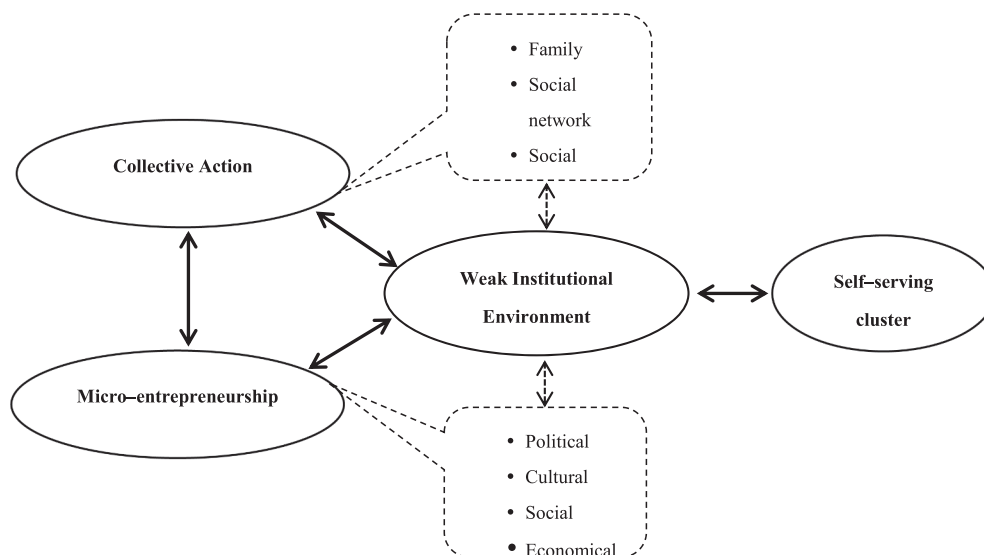 • Family
• Social
network
• Social
Collective Action
Weak Institutional
Environment
Self–serving
cluster
Micro–entrepreneurship
• Political
• Cultural
• Social
• Economical